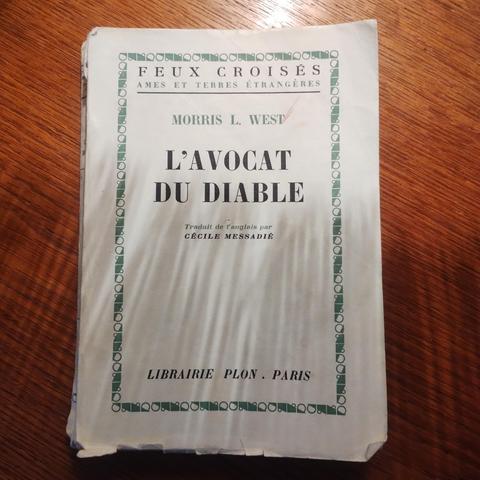 FEUX CROISÉS
AMES ET TERRES ÉTRANGÈRES
MORRIS L. WEST
L'AVOCAT
DU DIABLE
Traduit de l'anglais par
CÉCILE MESSADIÉ
LIBRAIRIE PLON . PARIS